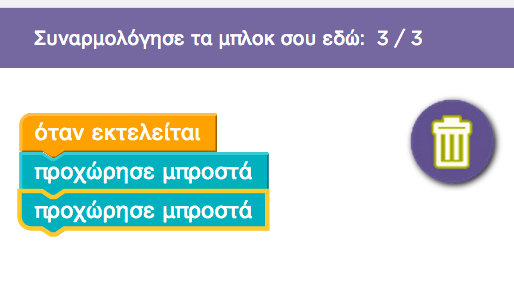 Συναρμολόγησε τα μπλοκ σου εδώ: 3 / 3
όταν εκτελείται
προχώρησε μπροστά
προχώρησε μπροστά